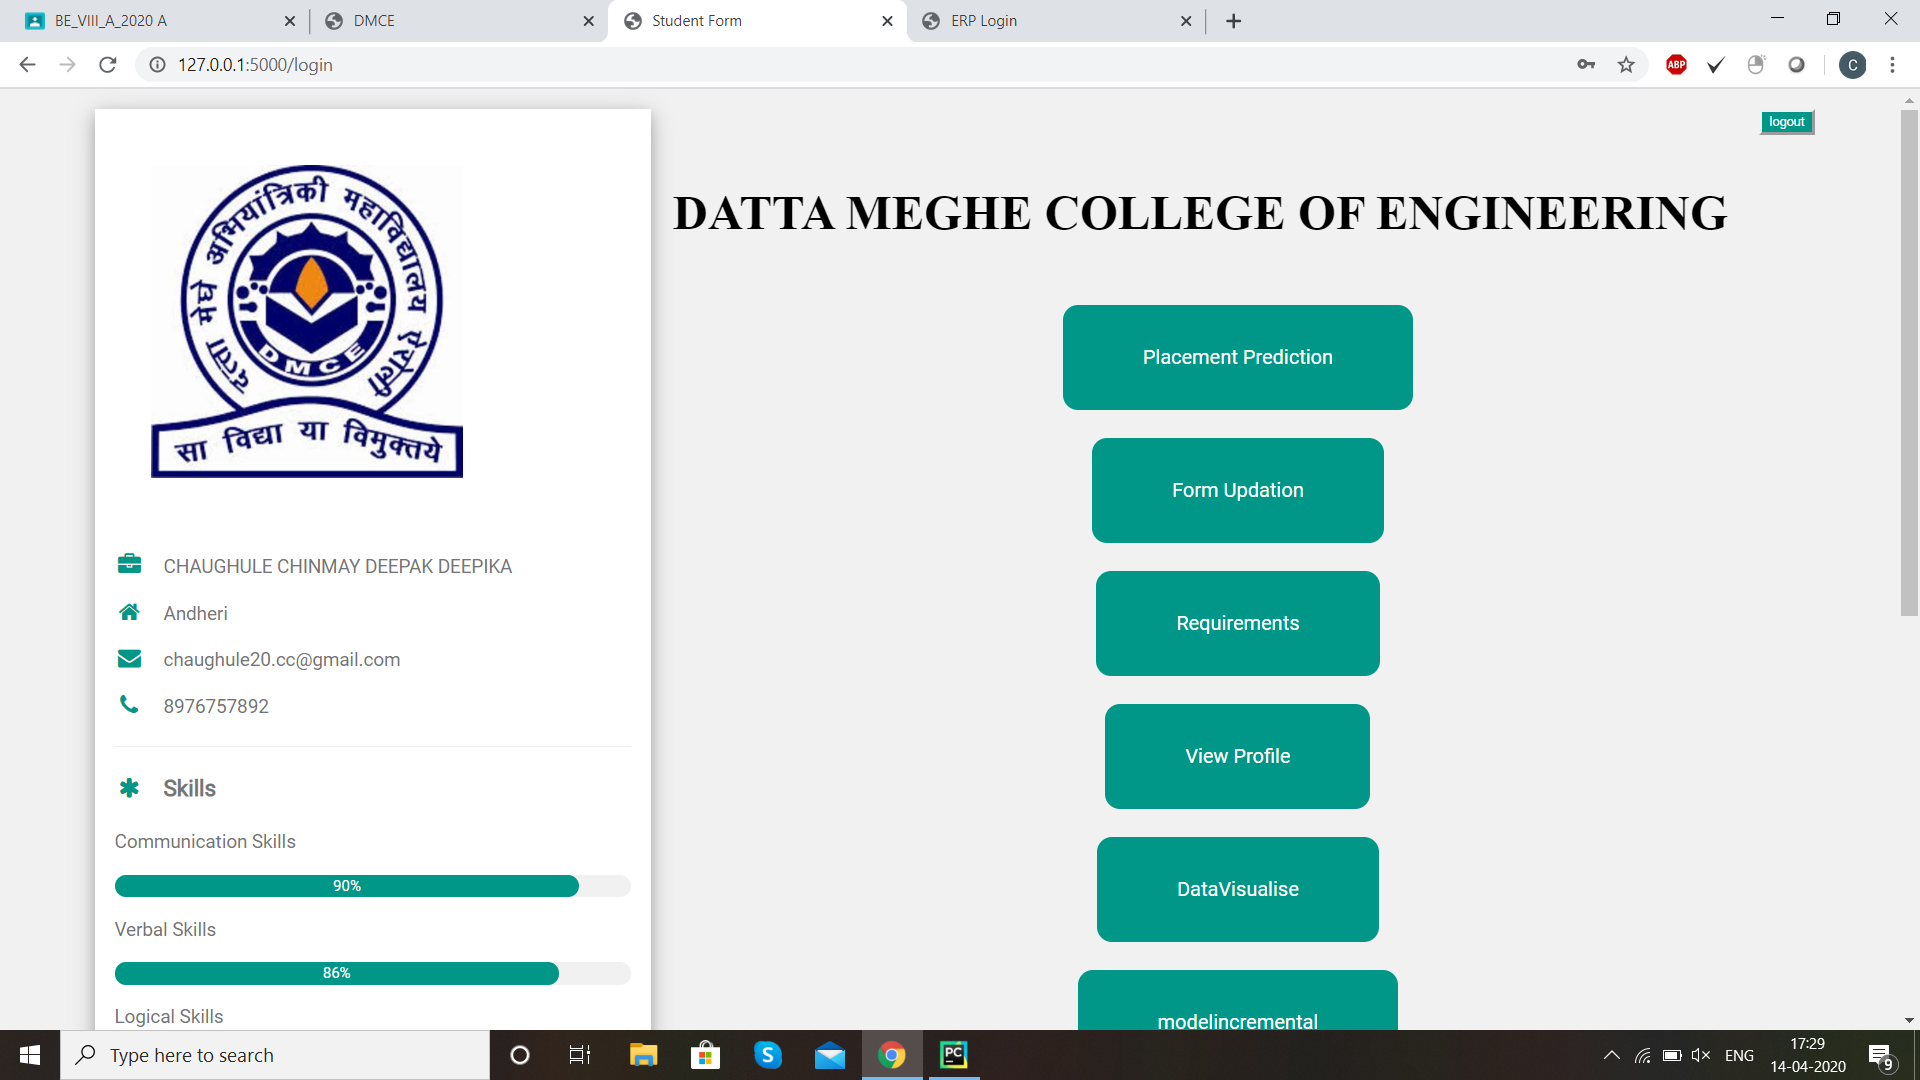 BE_VIII_A_2020 A
DMCE
Student Form
ERP Login
127.0.0.1:5000/login
ABP
C
logout
दत्ता मेघे अभियांत्रिकी महाविद्यालय ऐरोली
DMCE
सा विद्या या विमुक्तये
DATTA MEGHE COLLEGE OF ENGINEERING
CHAUGHULE CHINMAY DEEPAK DEEPIKA
Andheri
chaughule20.cc@gmail.com
8976757892
Skills
Communication Skills
90%
Verbal Skills
86%
Logical Skills
Placement Prediction
Form Updation
Requirements
View Profile
DataVisualise
modelincremental
Type here to search
S
PC
ENG
17:29
14-04-2020
9